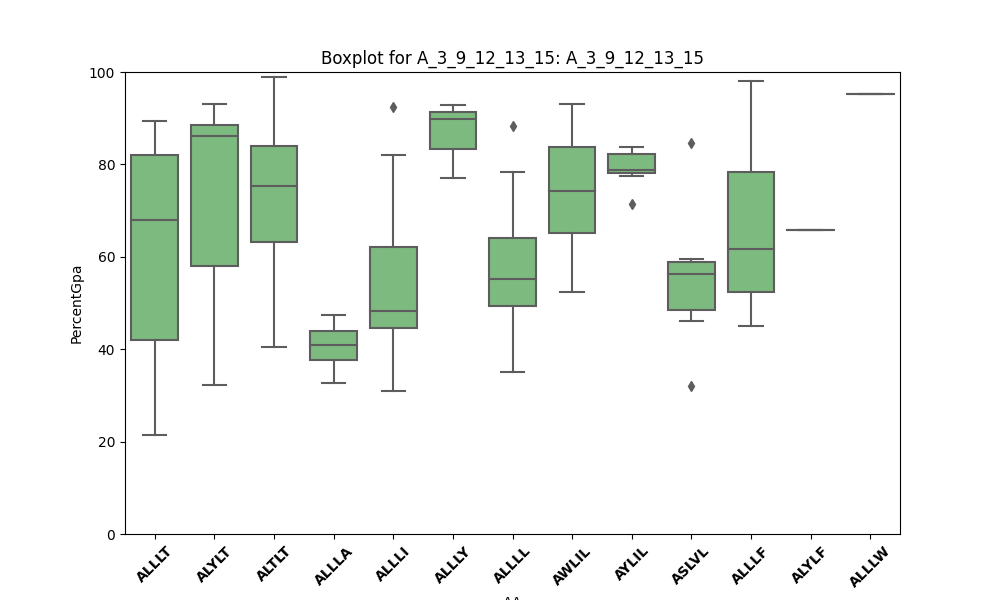 Boxplot for A_3_9_12_13_15: A_3_9_12_13_15
100
80
60
40
20
0
PercentGpa
ALLLT ALYLT ALTLT ALLLA ALLLI ALLLY ALLLL AWLIL AYLIL ASLVL ALLLF ALYLF ALLLW